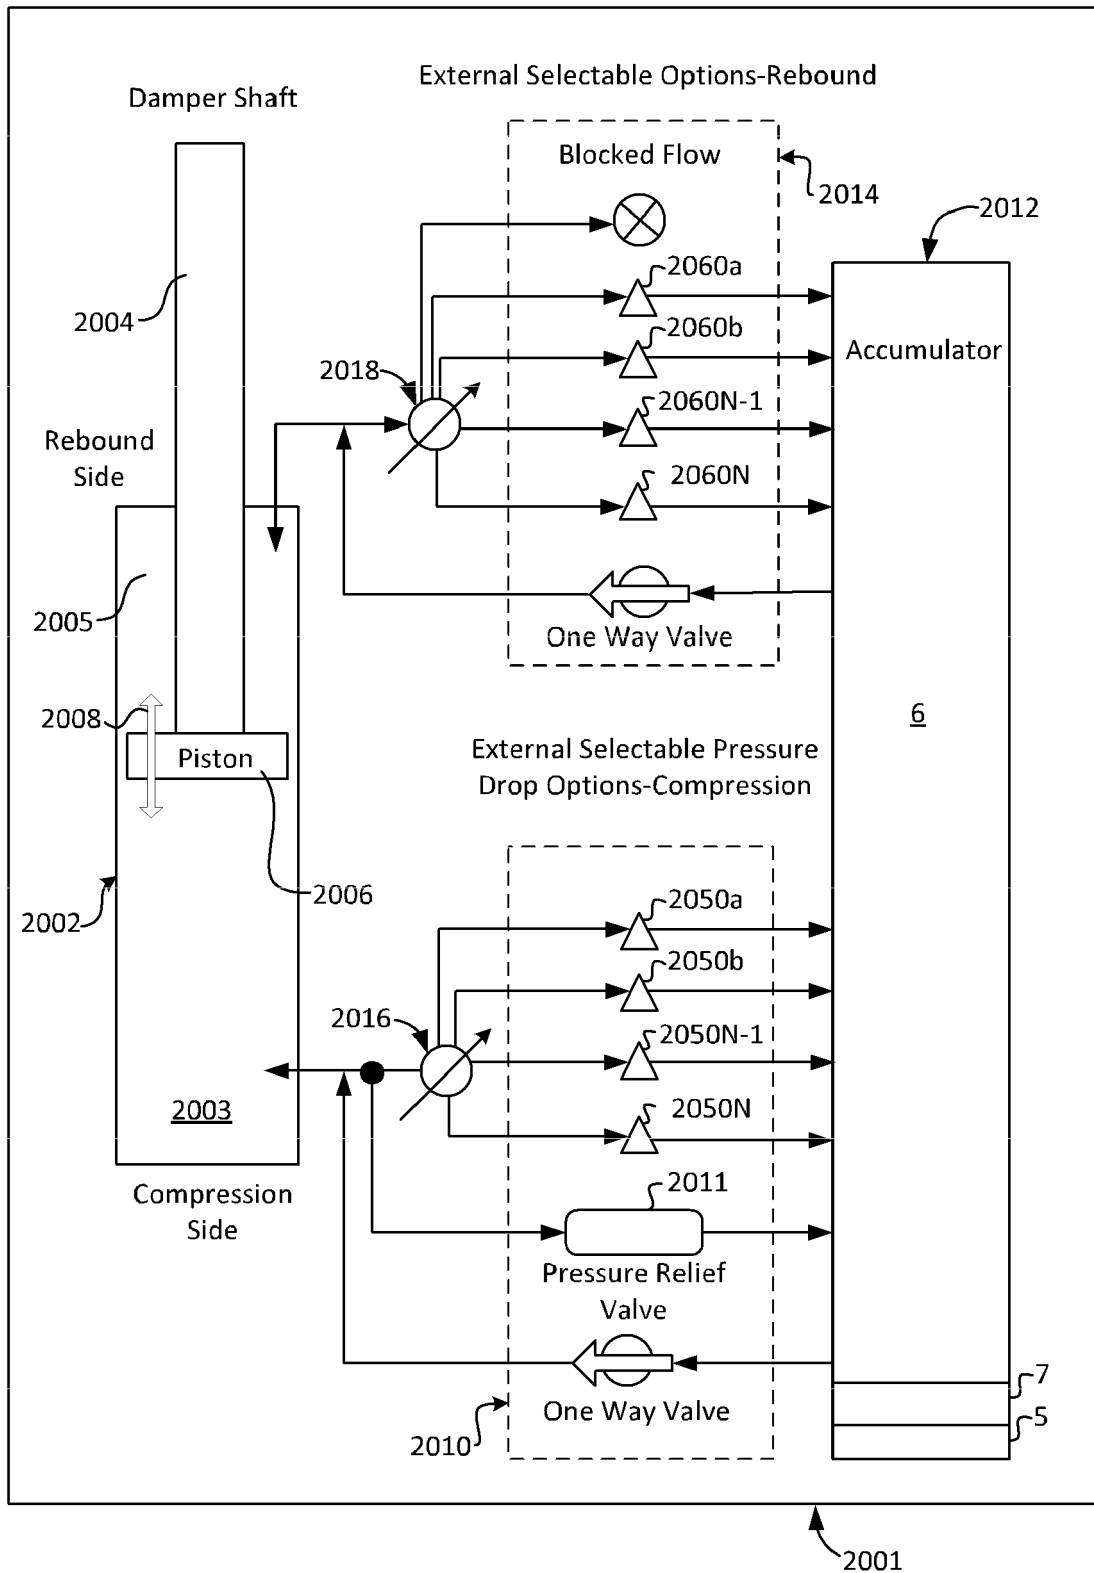 External Selectable Options-Rebound
Damper Shaft
Blocked Flow
2014
2012
2060a
2004
2060b
Accumulator
2018
2060N-1
Rebound
Side
2060N
2005
One Way Valve
2008
6
Piston
External Selectable Pressure
Drop Options-Compression
2006
2002
2050a
2050b
2016
2050N-1
2003
2050N
Compression
Side
2011
Pressure Relief
Valve
7
One Way Valve
5
2010
2001